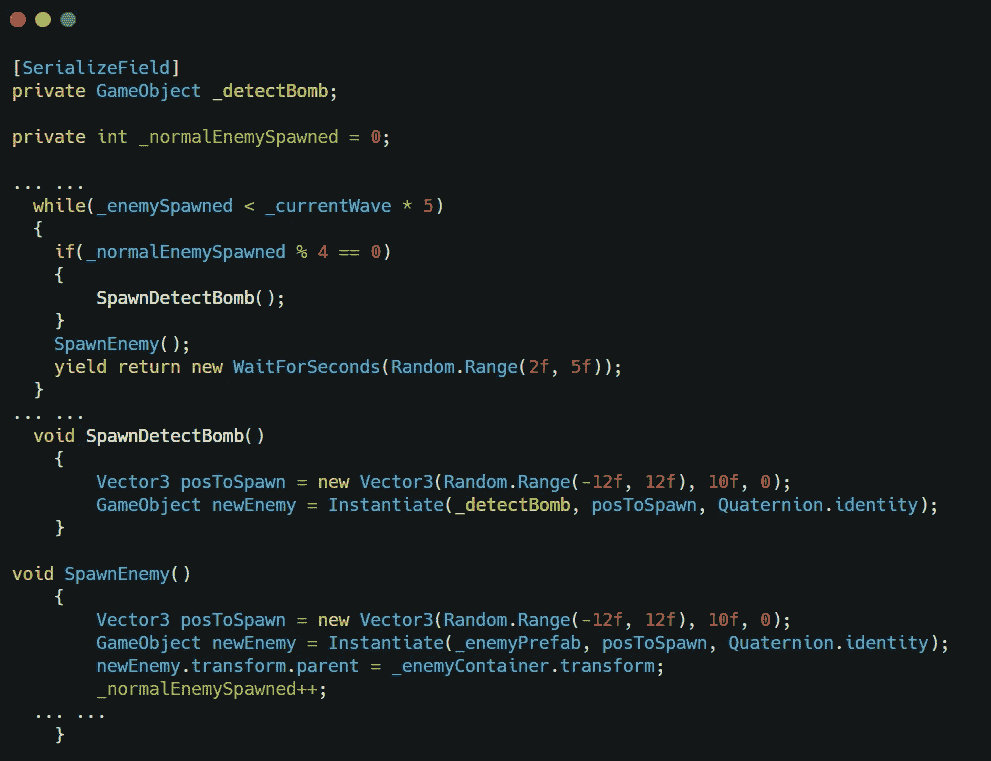 [SerializeField]
private GameObject _detectBomb;
private int _normalEnemySpawned = 0;
... ...
while(_enemySpawned < _currentWave * 5)
{
if(_normalEnemySpawned % 4 == 0)
{
SpawnDetectBomb();
}
SpawnEnemy();
yield return new WaitForSeconds(Random.Range(2f, 5f));
}
... ...
void SpawnDetectBomb()
{
Vector3 posToSpawn = new Vector3(Random.Range(-12f, 12f), 10f, 0);
GameObject newEnemy = Instantiate(_detectBomb, posToSpawn, Quaternion.identity);
}
void SpawnEnemy()
{
Vector3 posToSpawn = new Vector3(Random.Range(-12f, 12f), 10f, 0);
GameObject newEnemy = Instantiate(_enemyPrefab, posToSpawn, Quaternion.identity);
newEnemy.transform.parent = _enemyContainer.transform;
_normalEnemySpawned++;
... ...
}